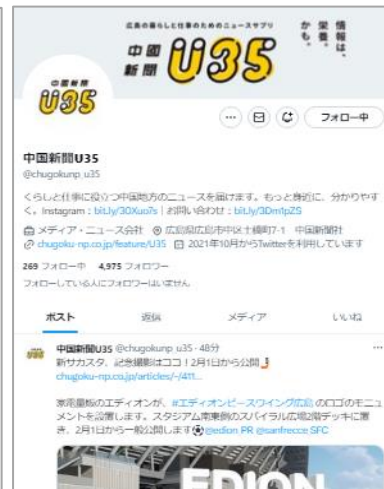 広島の暮らしと仕事のためのニュースサプリ
中國
新聞
U35
情報は、
栄養。
かも。
中国新聞
U35
フォロー中
中国新聞U35
@chugokunp_u35
くらしと仕事に役立つ中国地方のニュースを届けます。もっと身近に、分かりやす
く。Instagram：bit.ly/30Xuo7s｜お問い合わせ：bit.ly/3Dm1pZS
メディア・ニュース会社 広島県広島市中区土橋町7-1 中国新聞社
chugoku-np.co.jp/feature/U35 2021年10月からTwitterを利用しています
269 フォロー中 4,975 フォロワー
フォローしている人にフォロワーはいません
ポスト 返信 メディア いいね
中国新聞U35 @chugokunp_u35・48分
新サカスタ、記念撮影はココ！2月1日から公開
chugoku-np.co.jp/articles/-/411...
家電量販のエディオンが、#エディオンピースウイング広島 のロゴのモニュ
メントを設置します。スタジアム南東側のスパイラル広場2階デッキに置
き、2月1日から一般公開します @edion_PR @sanfrecce_SFC
EDION